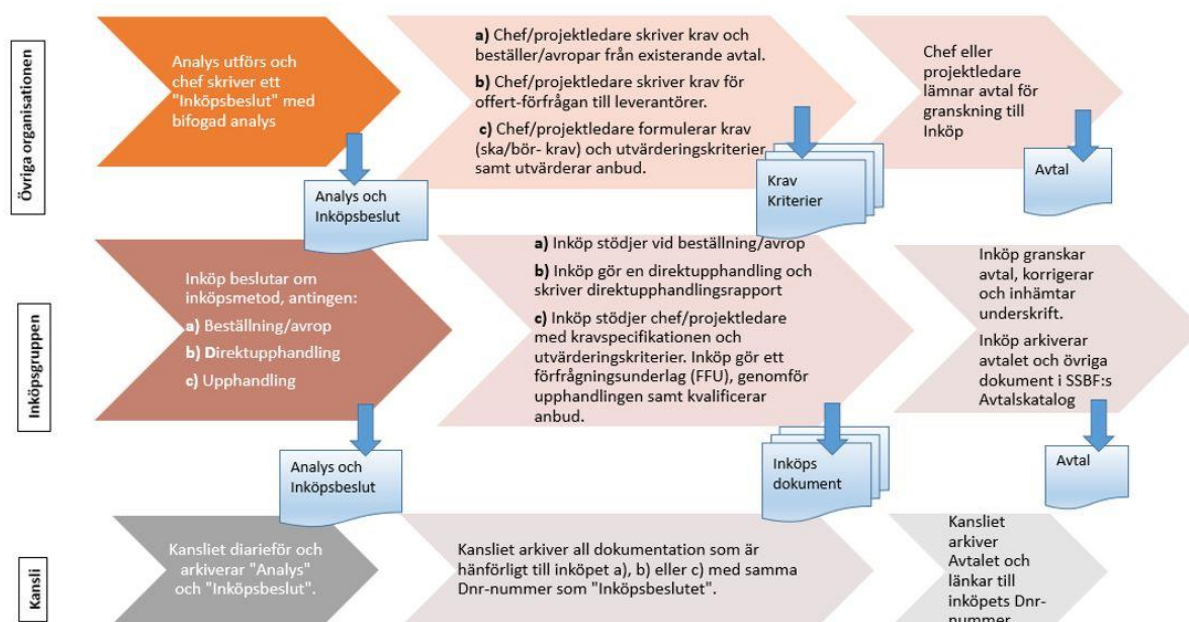 Övriga organisationen
Analys utförs och
chef skriver ett
"Inköpsbeslut" med
bifogad analys
a) Chef/projektledare skriver krav och
beställer/avropar från existerande avtal.
b) Chef/projektledare skriver krav för
offert-förfrågan till leverantörer.
c) Chef/projektledare formulerar krav
(ska/bör- krav) och utvärderingskriterier
samt utvärderar anbud.
Chef eller
projektledare
lämnar avtal för
granskning till
Inköp
Analys och
Inköpsbeslut
Krav
Kriterier
Avtal
Inköpsgruppen
Inköp beslutar om
inköpsmetod, antingen:
a) Beställning/avrop
b) Direktupphandling
c) Upphandling
a) Inköp stödjer vid beställning/avrop
b) Inköp gör en direktupphandling och
skriver direktupphandlingsrapport
c) Inköp stödjer chef/projektledare
med kravspecifikationen och
utvärderingskriterier. Inköp gör ett
förfrågningsunderlag (FFU), genomför
upphandlingen samt kvalificerar
anbud.
Inköp granskar
avtal, korrigerar
och inhämtar
underskrift.
Inköp arkiverar
avtalet och övriga
dokument i SSBF:s
Avtalskatalog
Analys och
Inköpsbeslut
Inköps
dokument
Avtal
Kansli
Kansliet diarieför och
arkiverar "Analys"
och "Inköpsbeslut".
Kansliet arkiver all dokumentation som är
hänförligt till inköpet a), b) eller c) med samma
Dnr-nummer som "Inköpsbeslutet".
Kansliet
arkiver
Avtalet och
länkar till
inköpets Dnr-
nummer